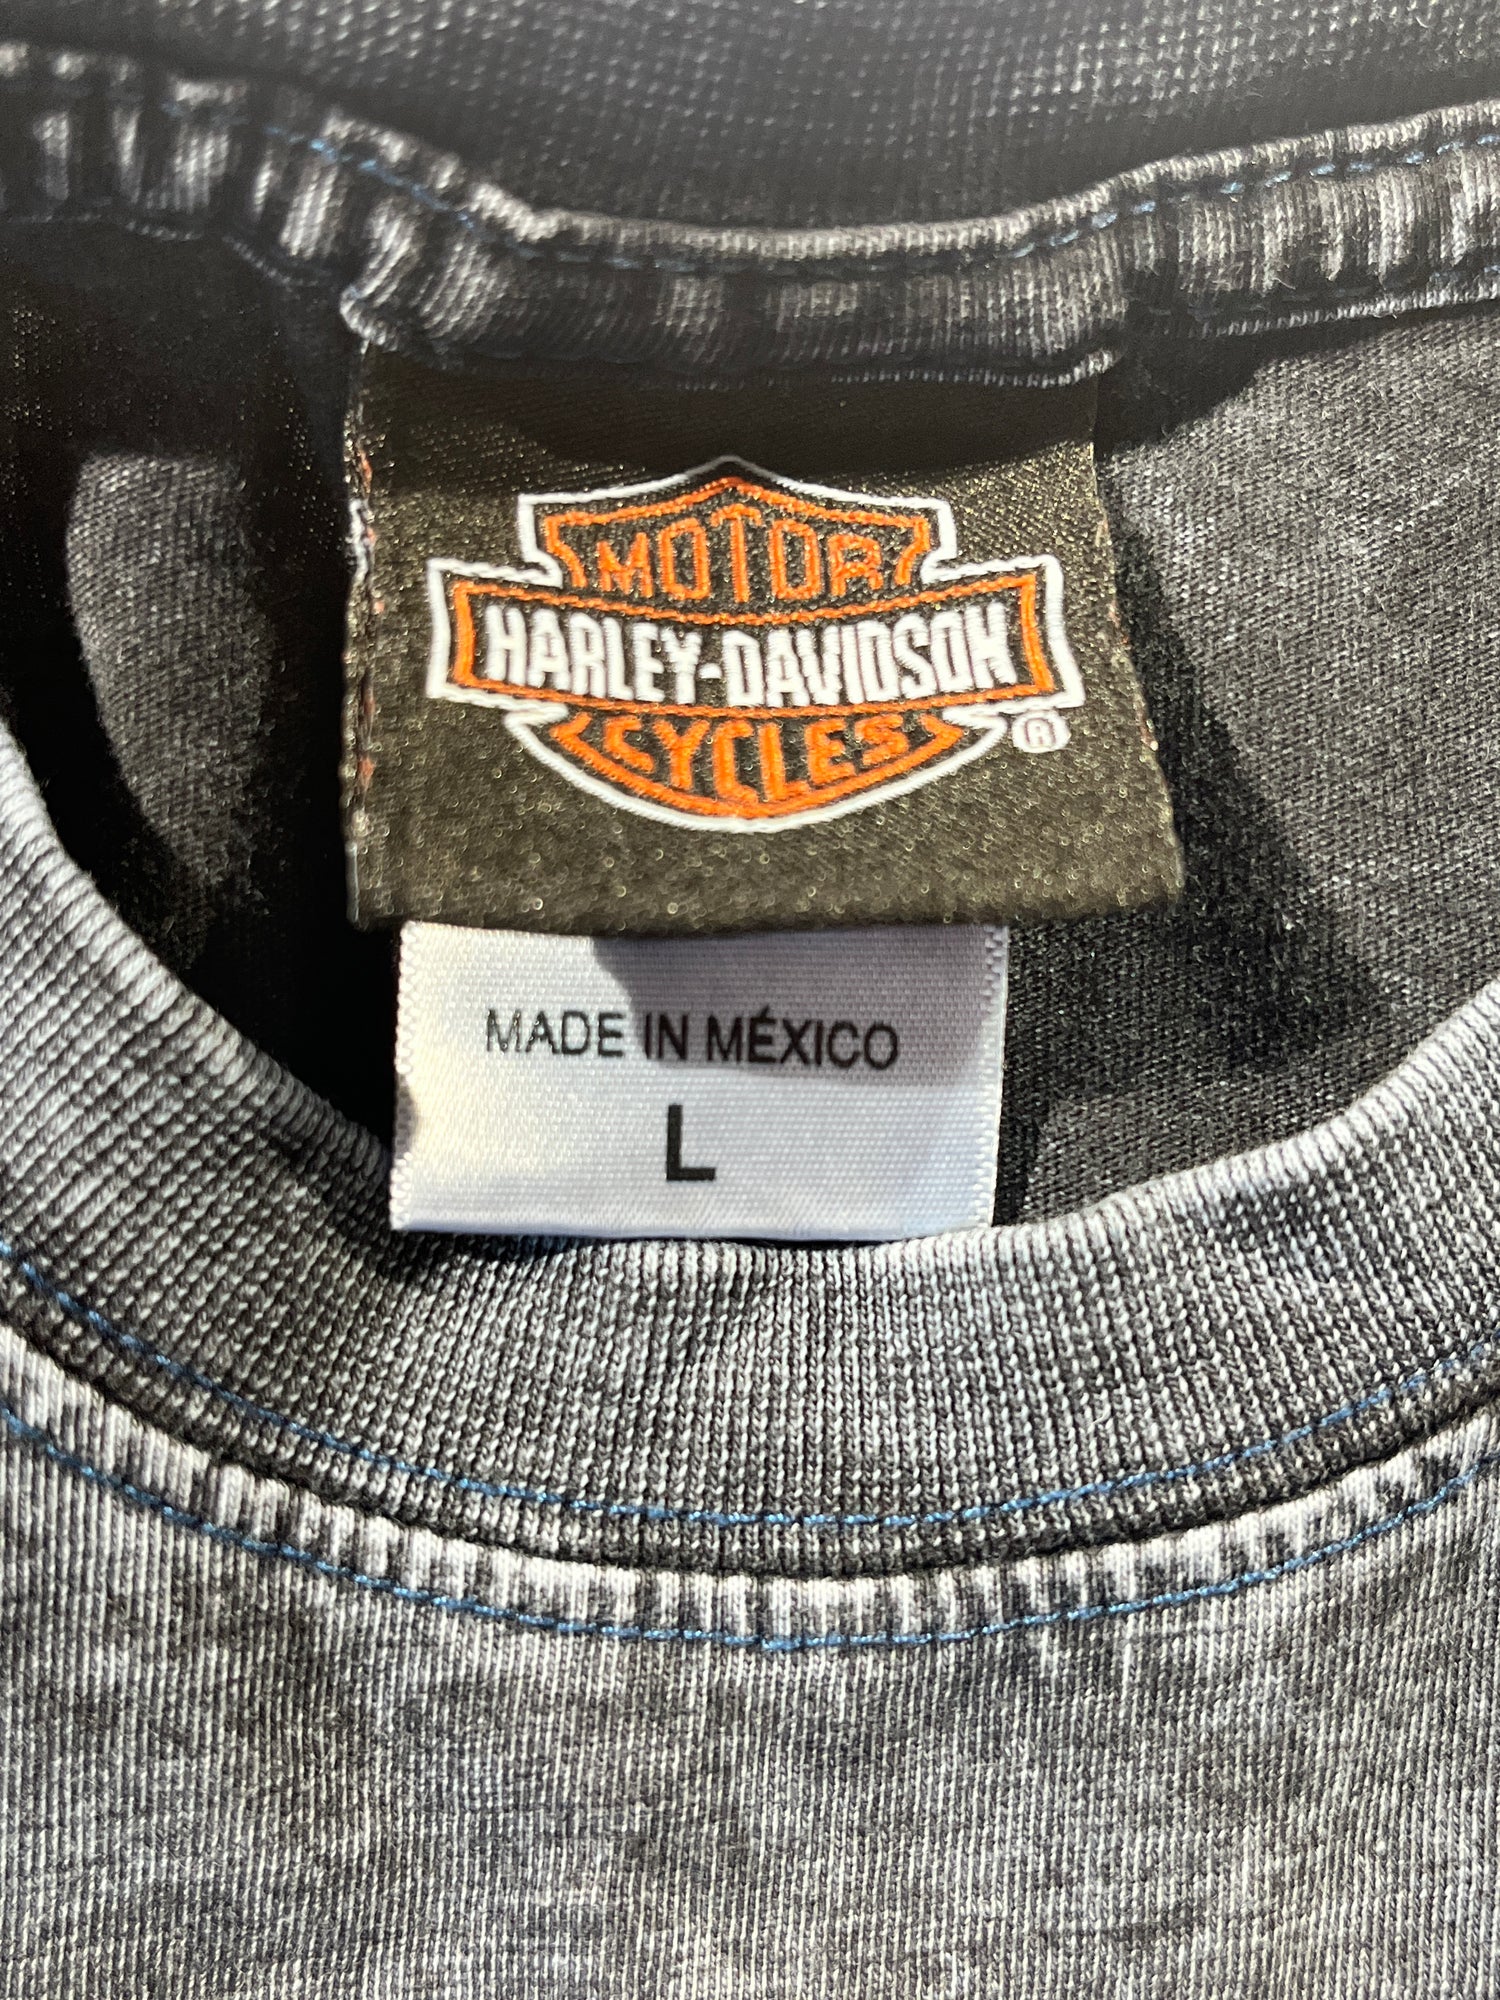 MOTOR
HARLEY-DAVIDSON
CYCLES
®
MADE IN MÉXICO
L